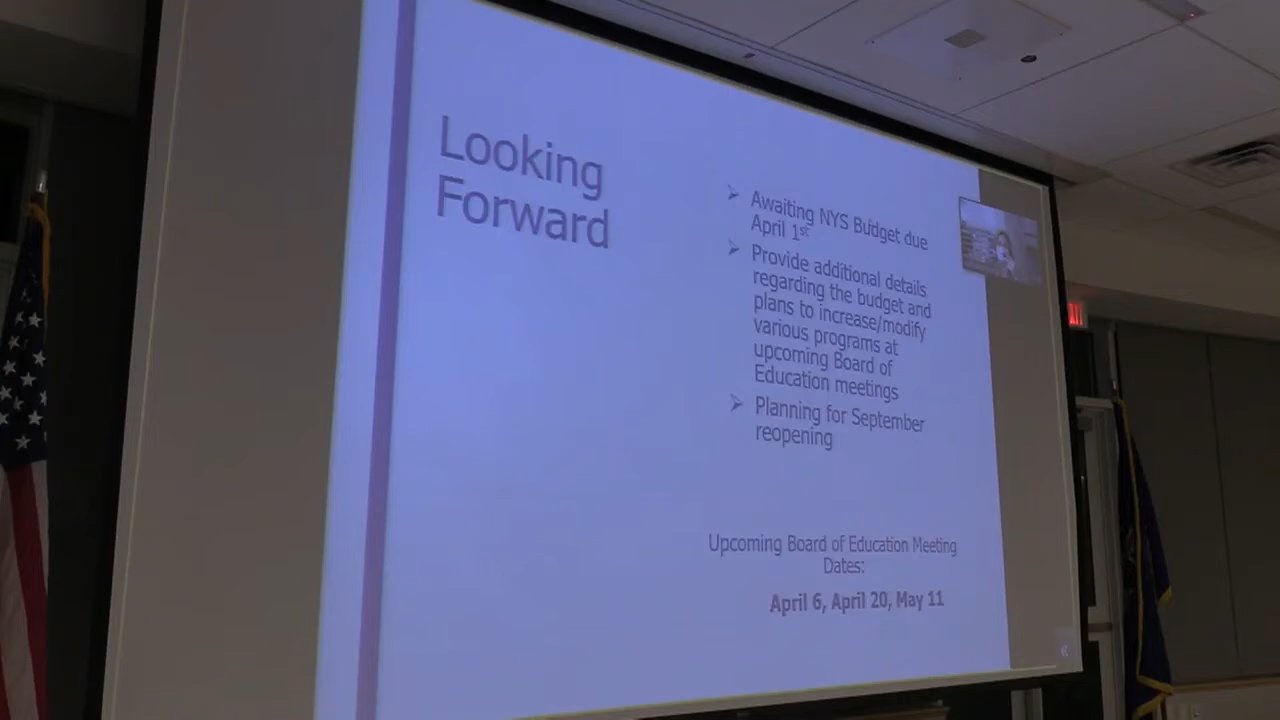 Looking
Forward
➢ Awaiting NYS Budget due
April 1st
➢ Provide additional details
regarding the budget and
plans to increase/modify
various programs at
upcoming Board of
Education meetings
➢ Planning for September
reopening
Upcoming Board of Education Meeting
Dates:
April 6, April 20, May 11